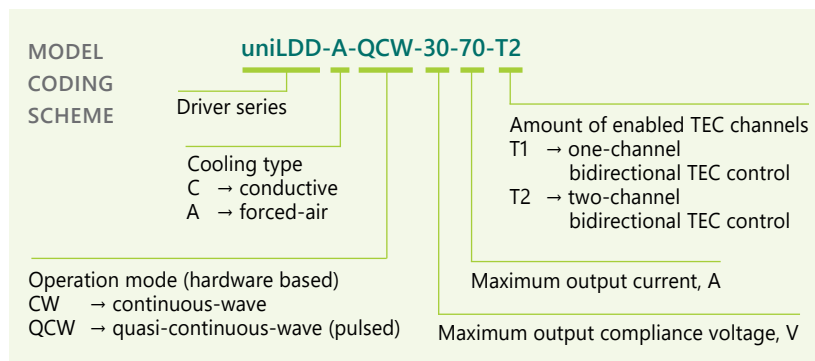 MODEL
CODING
SCHEME
uniLDD-A-QCW-30-70-T2
Driver series
Cooling type
C → conductive
A → forced-air
Operation mode (hardware based)
CW → continuous-wave
QCW → quasi-continuous-wave (pulsed)
Amount of enabled TEC channels
T1 → one-channel
bidirectional TEC control
T2 → two-channel
bidirectional TEC control
Maximum output current, A
Maximum output compliance voltage, V